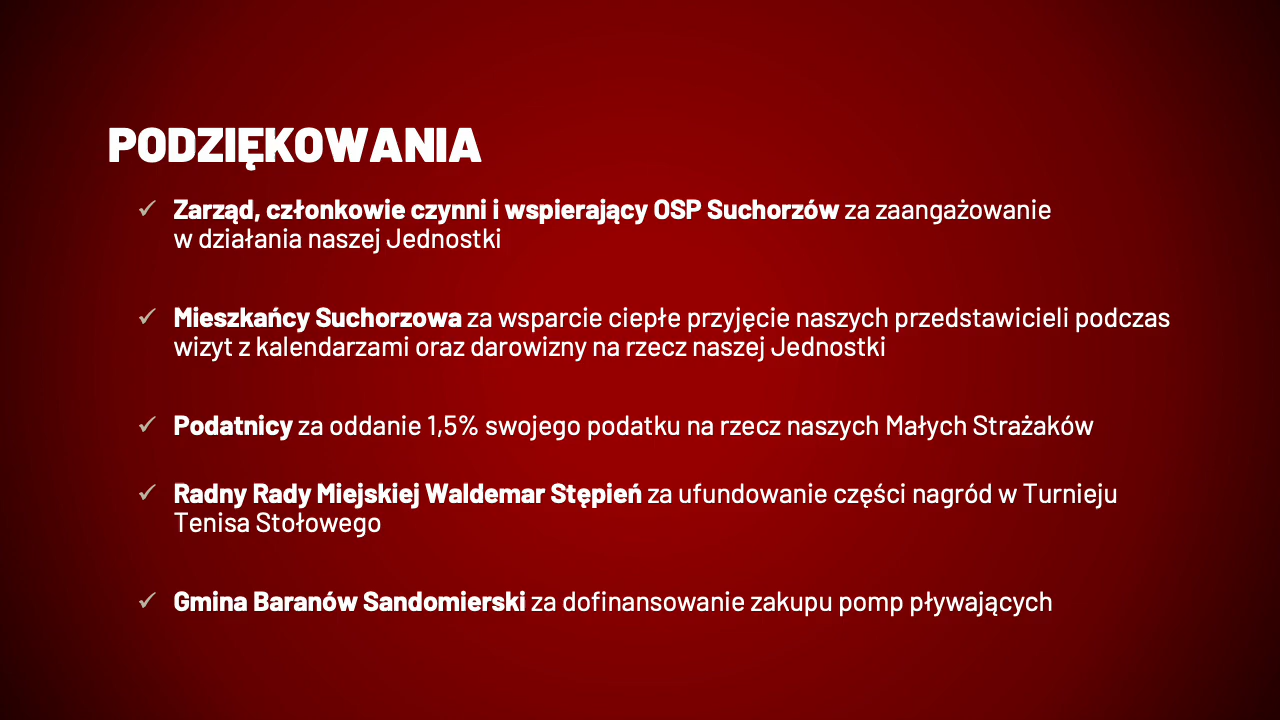 PODZIĘKOWANIA
✓ Zarząd, członkowie czynni i wspierający OSP Suchorzów za zaangażowanie
w działania naszej Jednostki
✓ Mieszkańcy Suchorzowa za wsparcie ciepłe przyjęcie naszych przedstawicieli podczas
wizyt z kalendarzami oraz darowizny na rzecz naszej Jednostki
✓ Podatnicy za oddanie 1,5% swojego podatku na rzecz naszych Małych Strażaków
✓ Radny Rady Miejskiej Waldemar Stępień za ufundowanie części nagród w Turnieju
Tenisa Stołowego
✓ Gmina Baranów Sandomierski za dofinansowanie zakupu pomp pływających